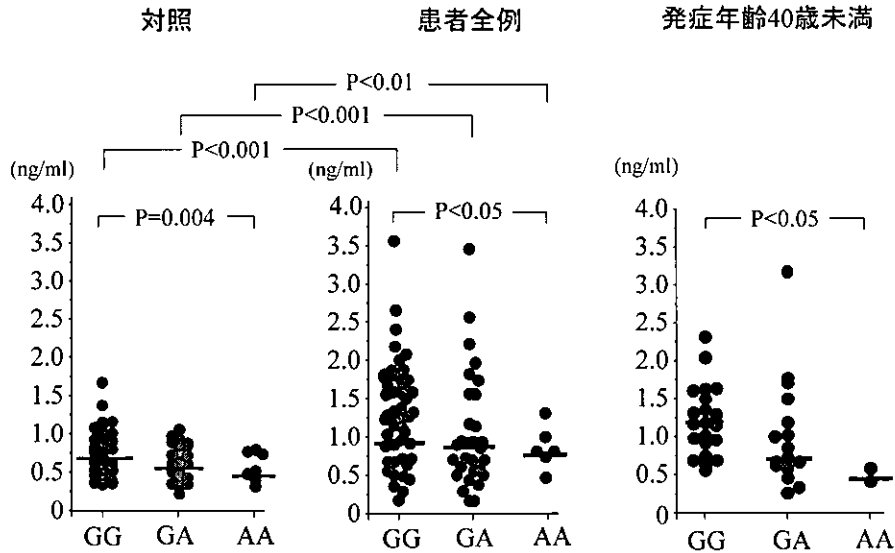 対照 患者全例 発症年齢40歳未満
P<0.01
P<0.001
P<0.001
(ng/ml) (ng/ml) (ng/ml)
4.0 4.0 4.0
P=0.004 P<0.05 P<0.05
3.5 3.5 3.5
3.0 3.0 3.0
2.5 2.5 2.5
2.0 2.0 2.0
1.5 1.5 1.5
1.0 1.0 1.0
0.5 0.5 0.5
0 0 0
GG GA AA GG GA AA GG GA AA